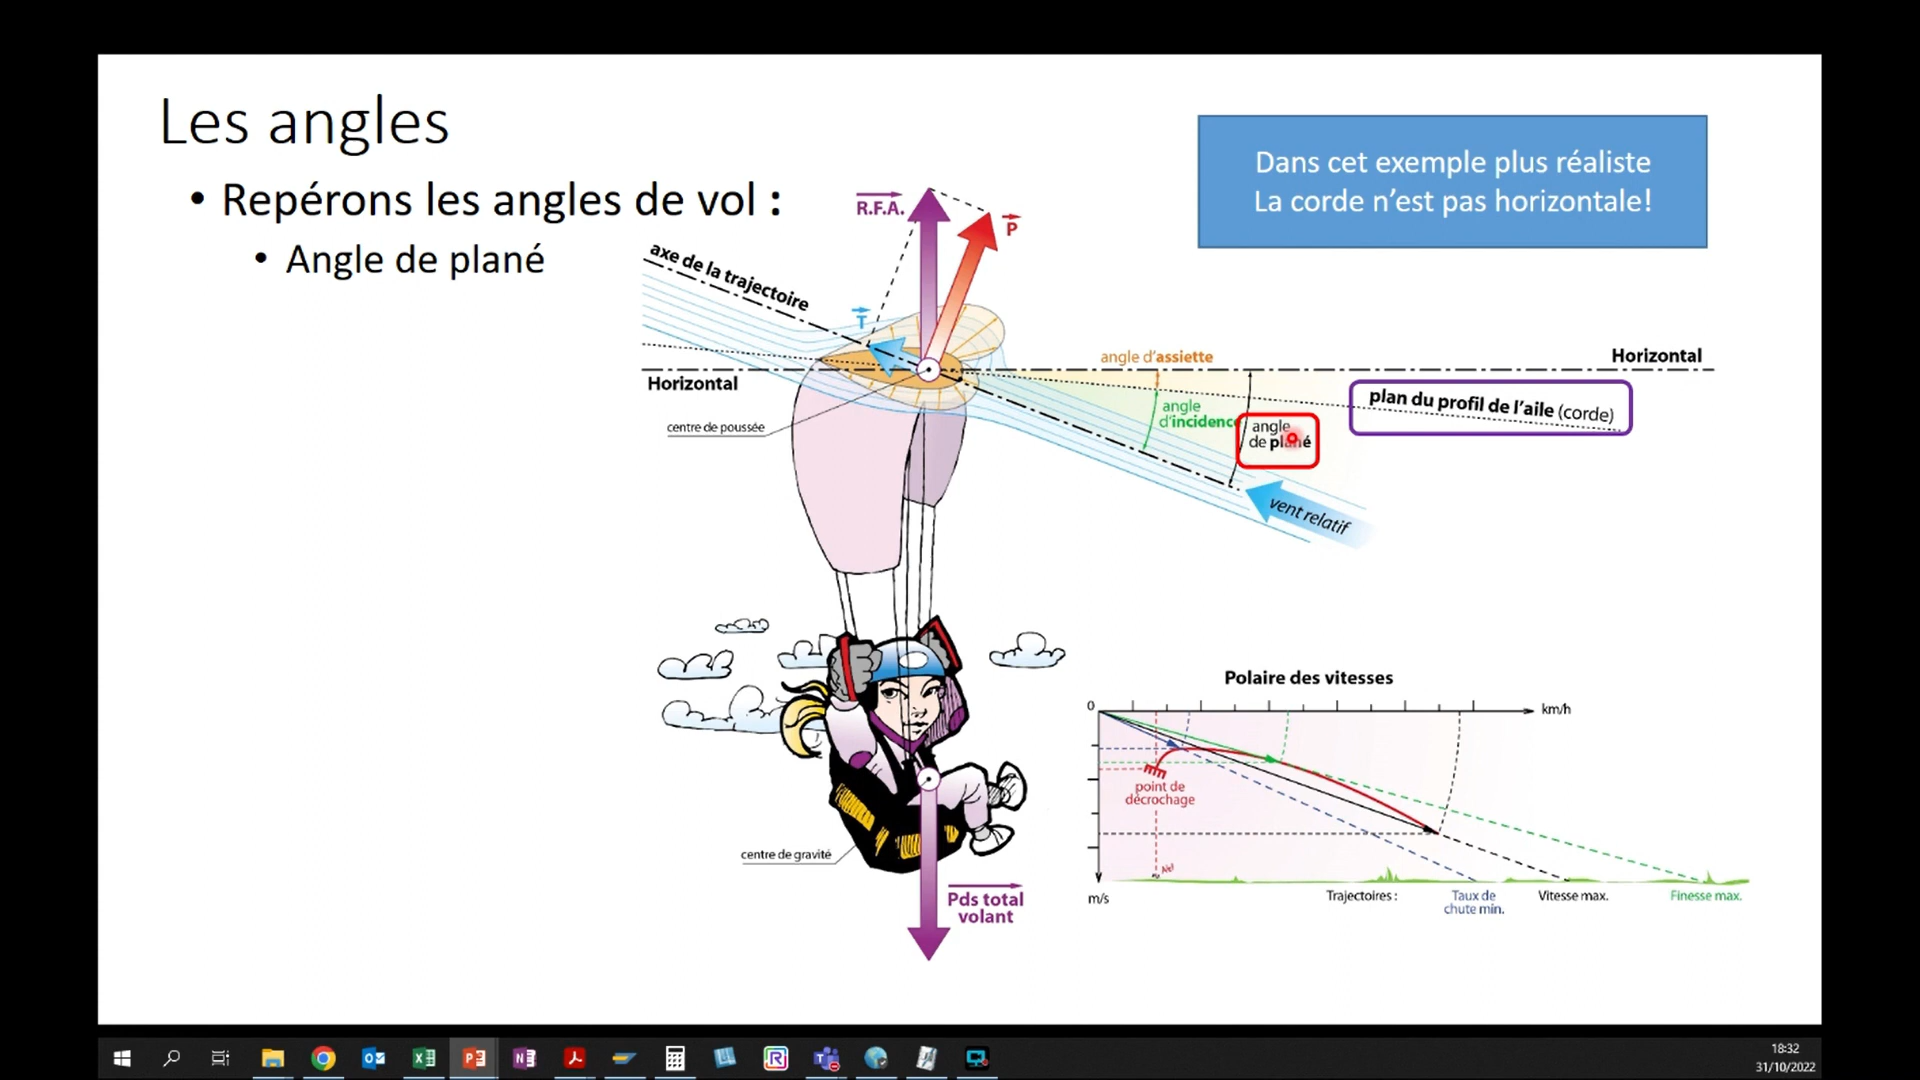 Les angles
• Repérons les angles de vol :
• Angle de plané
Dans cet exemple plus réaliste
La corde n'est pas horizontale!
R.F.A.
P
axe de la trajectoire
T
Horizontal
angle d'assiette
Horizontal
plan du profil de l'aile (corde)
angle
d'incidence
angle
de plané
centre de poussée
vent relatif
Polaire des vitesses
0
km/h
point de
décrochage
centre de gravité
Pds total
volant
m/s
Trajectoires :
Taux de
chute min.
Vitesse max.
Finesse max.
18:32
31/10/2022